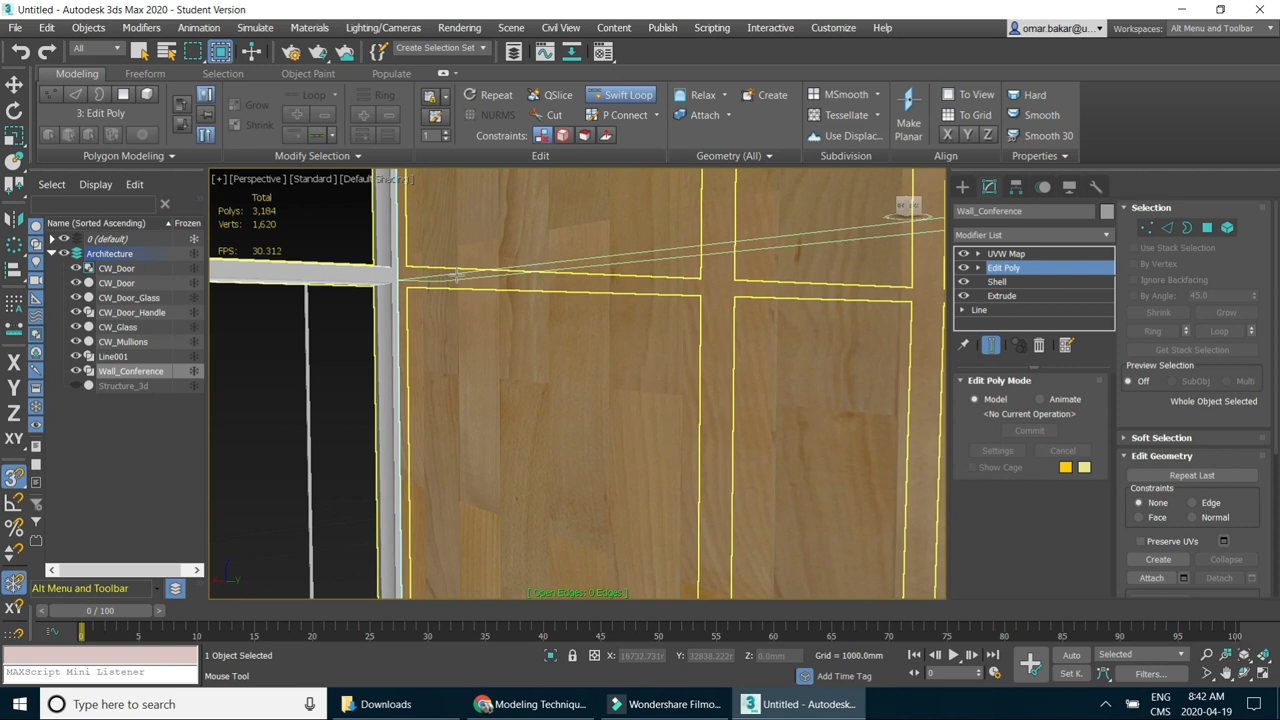 Untitled - Autodesk 3ds Max 2020 - Student Version
File Edit Tools Group Views Create Modifiers Animation Simulate Materials Lighting/Cameras Rendering Scene Civil View Content Publish Scripting Interactive Customize Help
omar.bakar@u... Workspaces: Alt Menu and Toolbar
All Create Selection Set
Modeling Freeform Selection Object Paint Populate
3: Edit Poly
Grow Loop Ring
Shrink
Repeat QSlice Swift Loop
NURMS Cut P Connect
1 Constraints:
Relax Create
Attach
MSmooth
Tessellate
Use Displac...
Make Planar
To View
To Grid
X Y Z
Hard
Smooth
Smooth 30
Polygon Modeling Modify Selection Edit Geometry (All) Subdivision Align Properties
Select Display Edit
Name (Sorted Ascending) Frozen
0 (default)
Architecture
CW_Door
CW_Door
CW_Door_Glass
CW_Door_Handle
CW_Glass
CW_Mullions
Line001
Wall_Conference
Structure_3d
X
Y
Z
XY
XY
Alt Menu and Toolbar
[+] [Perspective] [Standard] [Default Shading]
Total
Polys: 3,184
Verts: 1,620
FPS: 30.312
[ Open Edges: 0 Edges]
Wall_Conference
Modifier List
UVW Map
Edit Poly
Shell
Extrude
Line
Edit Poly Mode
Model Animate
<No Current Operation>
Commit
Settings Cancel
Show Cage
Selection
Use Stack Selection
By Vertex
Ignore Backfacing
By Angle: 45.0
Shrink Grow
Ring Loop
Get Stack Selection
Preview Selection
Off SubObj Multi
Whole Object Selected
Soft Selection
Edit Geometry
Repeat Last
Constraints
None Edge
Face Normal
Preserve UVs
Create Collapse
Attach Detach
0 / 100
0 5 10 15 20 25 30 35 40 45 50 55 60 65 70 75 80 85 90 95 100
MAXScript Mini Listener
1 Object Selected
Mouse Tool
X: 18732.731r Y: 32838.222r Z: 0.0mm Grid = 1000.0mm
Add Time Tag
0
Auto Selected
Set K. Filters...
Type here to search
Downloads
Modeling Techniqu...
Wondershare Filmo...
Untitled - Autodesk...
ENG
CMS
8:42 AM
2020-04-19